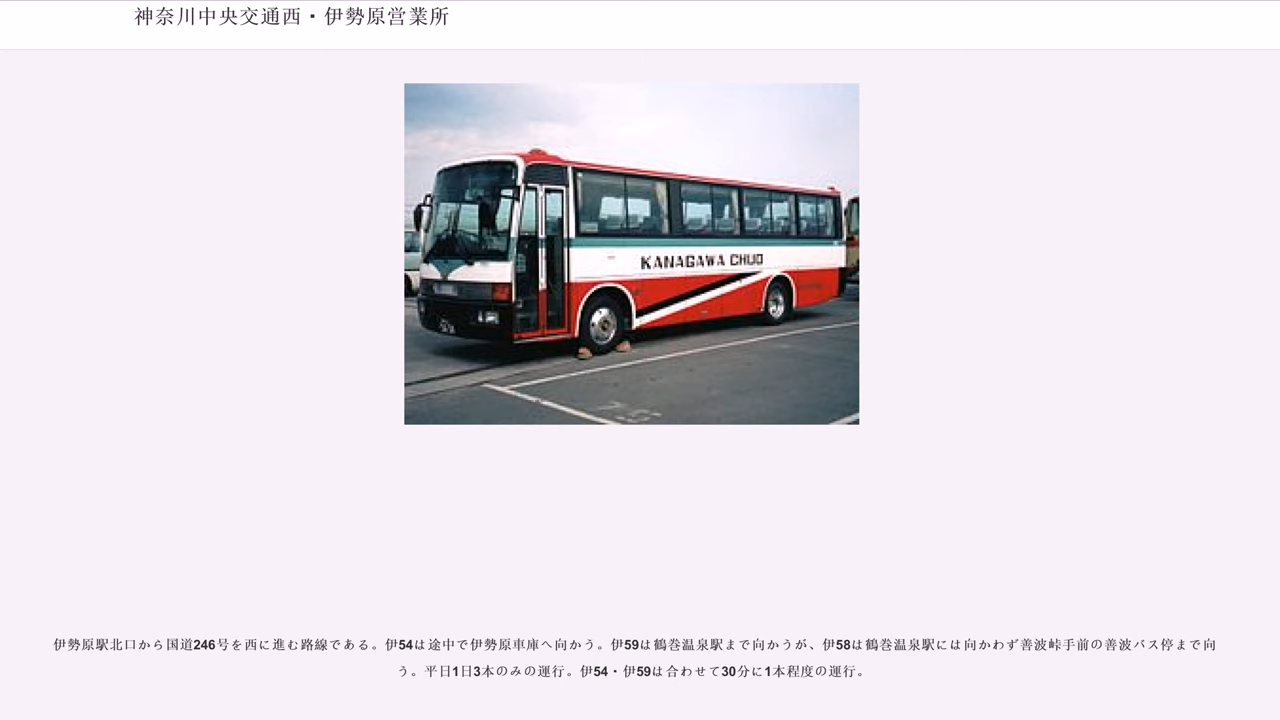 神奈川中央交通西・伊勢原営業所
KANAGAWA CHUO
伊勢原駅北口から国道246号を西に進む路線である。伊54は途中で伊勢原車庫へ向かう。伊59は鶴巻温泉駅まで向かうが、伊58は鶴巻温泉駅には向かわず善波峠手前の善波バス停まで向
う。平日1日3本のみの運行。伊54・伊59は合わせて30分に1本程度の運行。